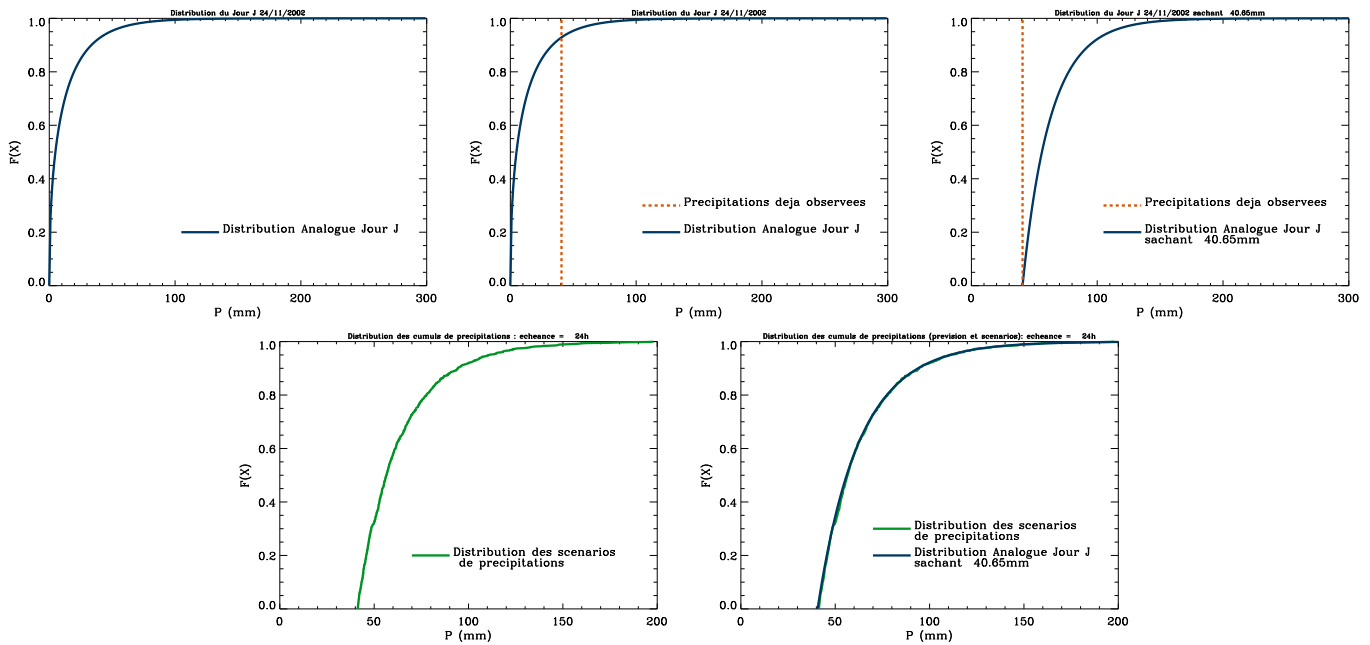 Distribution du Jour J 24/11/2002
1.0
0.8
0.6
0.4
0.2
0.0
F(X)
Distribution Analogue Jour J
0 100 200 300
P (mm)
Distribution du Jour J 24/11/2002
1.0
0.8
0.6
0.4
0.2
0.0
F(X)
Precipitations deja observees
Distribution Analogue Jour J
0 100 200 300
P (mm)
Distribution du Jour J 24/11/2002 sachant 40.65mm
1.0
0.8
0.6
0.4
0.2
0.0
F(X)
Precipitations deja observees
Distribution Analogue Jour J
sachant 40.65mm
0 100 200 300
P (mm)
Distribution des cumuls de precipitations : echeance = 24h
1.0
0.8
0.6
0.4
0.2
0.0
F(X)
Distribution des scenarios
de precipitations
0 50 100 150 200
P (mm)
Distribution des cumuls de precipitations (prevision et scenarios): echeance = 24h
1.0
0.8
0.6
0.4
0.2
0.0
F(X)
Distribution des scenarios
de precipitations
Distribution Analogue Jour J
sachant 40.65mm
0 50 100 150 200
P (mm)